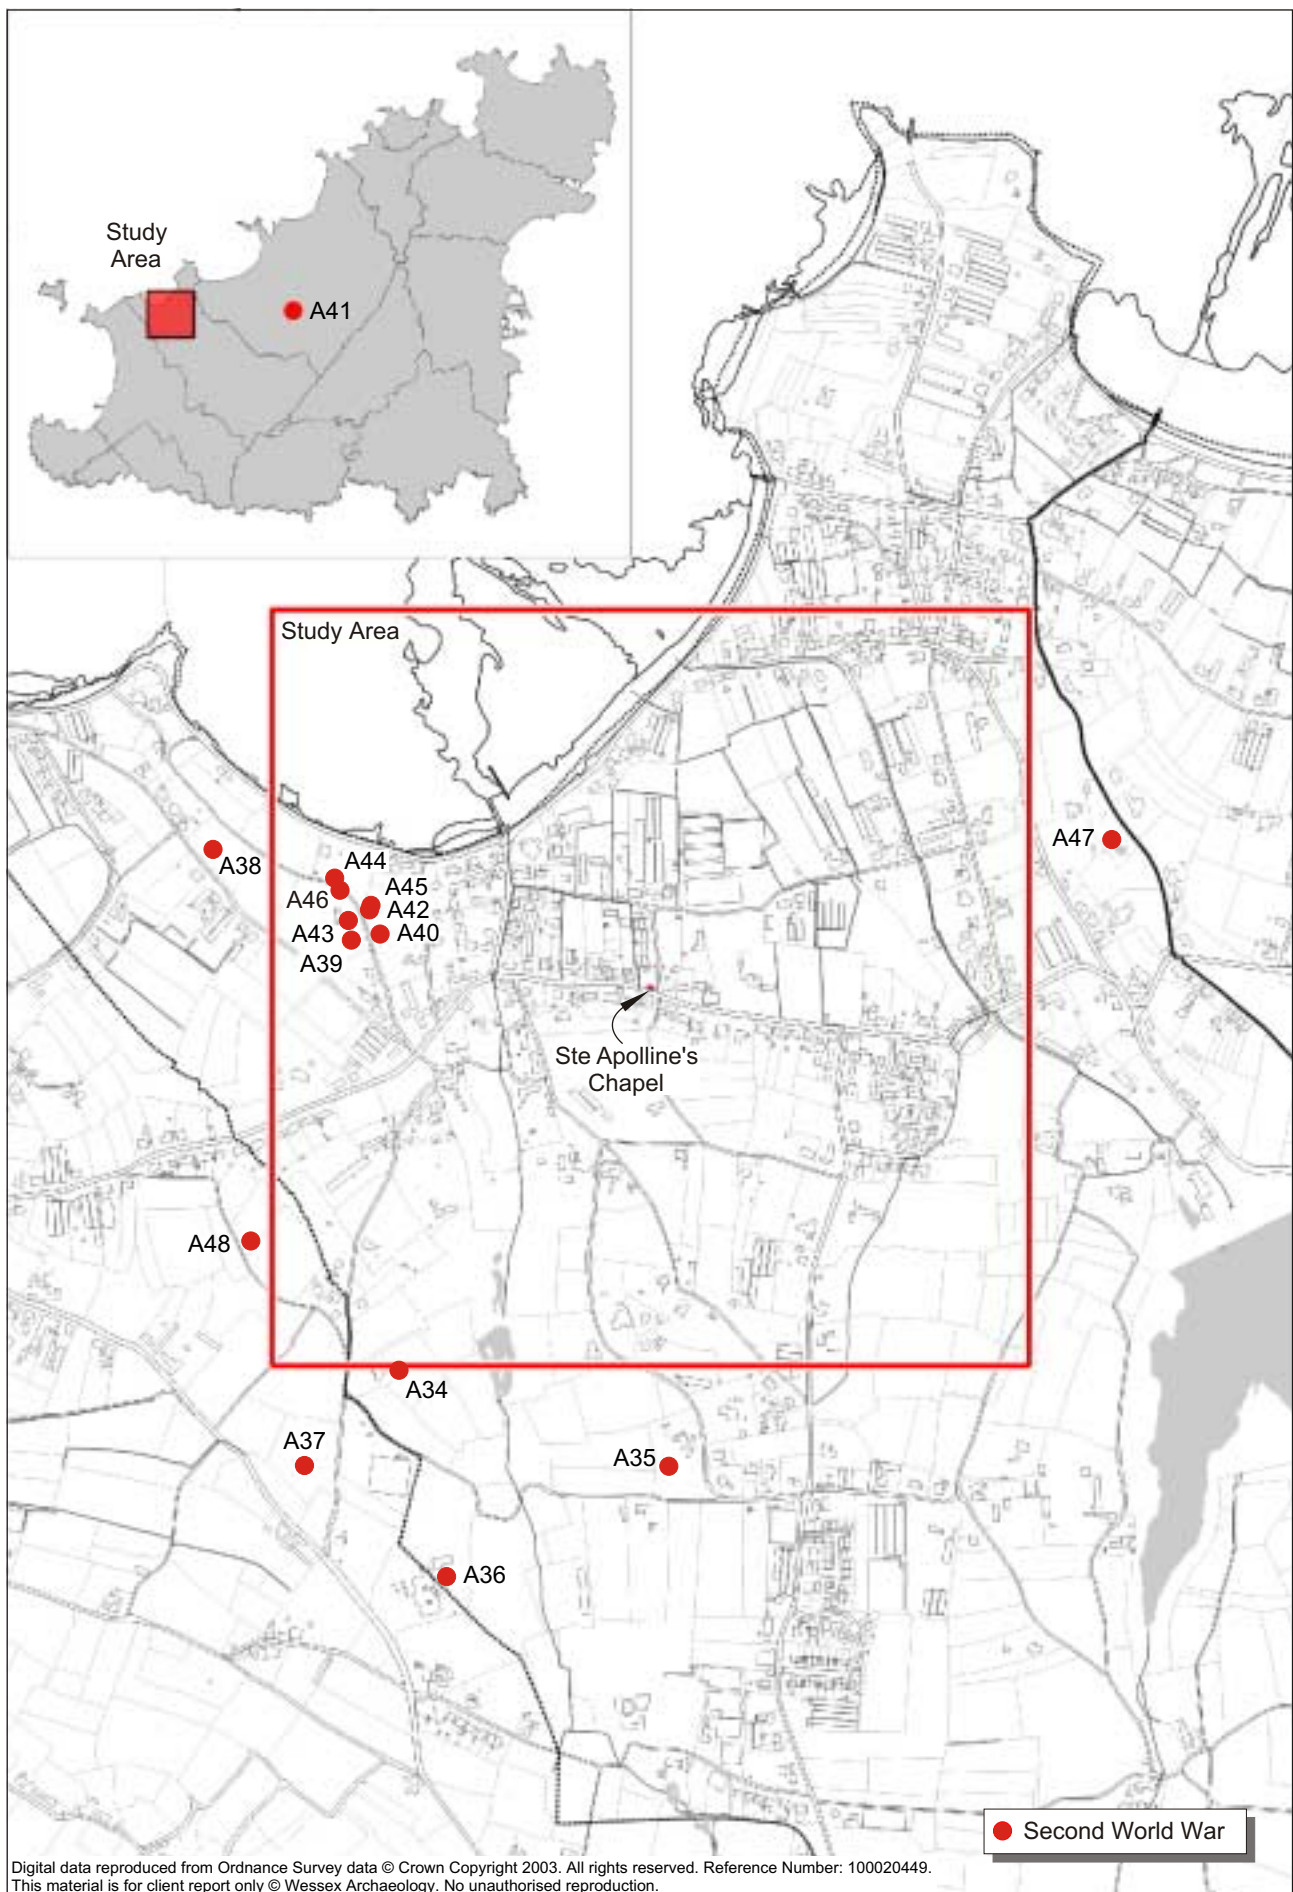 Study
Area
A41
Study Area
A38
A44
A46
A45
A42
A43
A40
A39
A47
Ste Apolline's
Chapel
A48
A34
A37
A35
A36
Second World War
Digital data reproduced from Ordnance Survey data © Crown Copyright 2003. All rights reserved. Reference Number: 100020449.
This material is for client report only © Wessex Archaeology. No unauthorised reproduction.